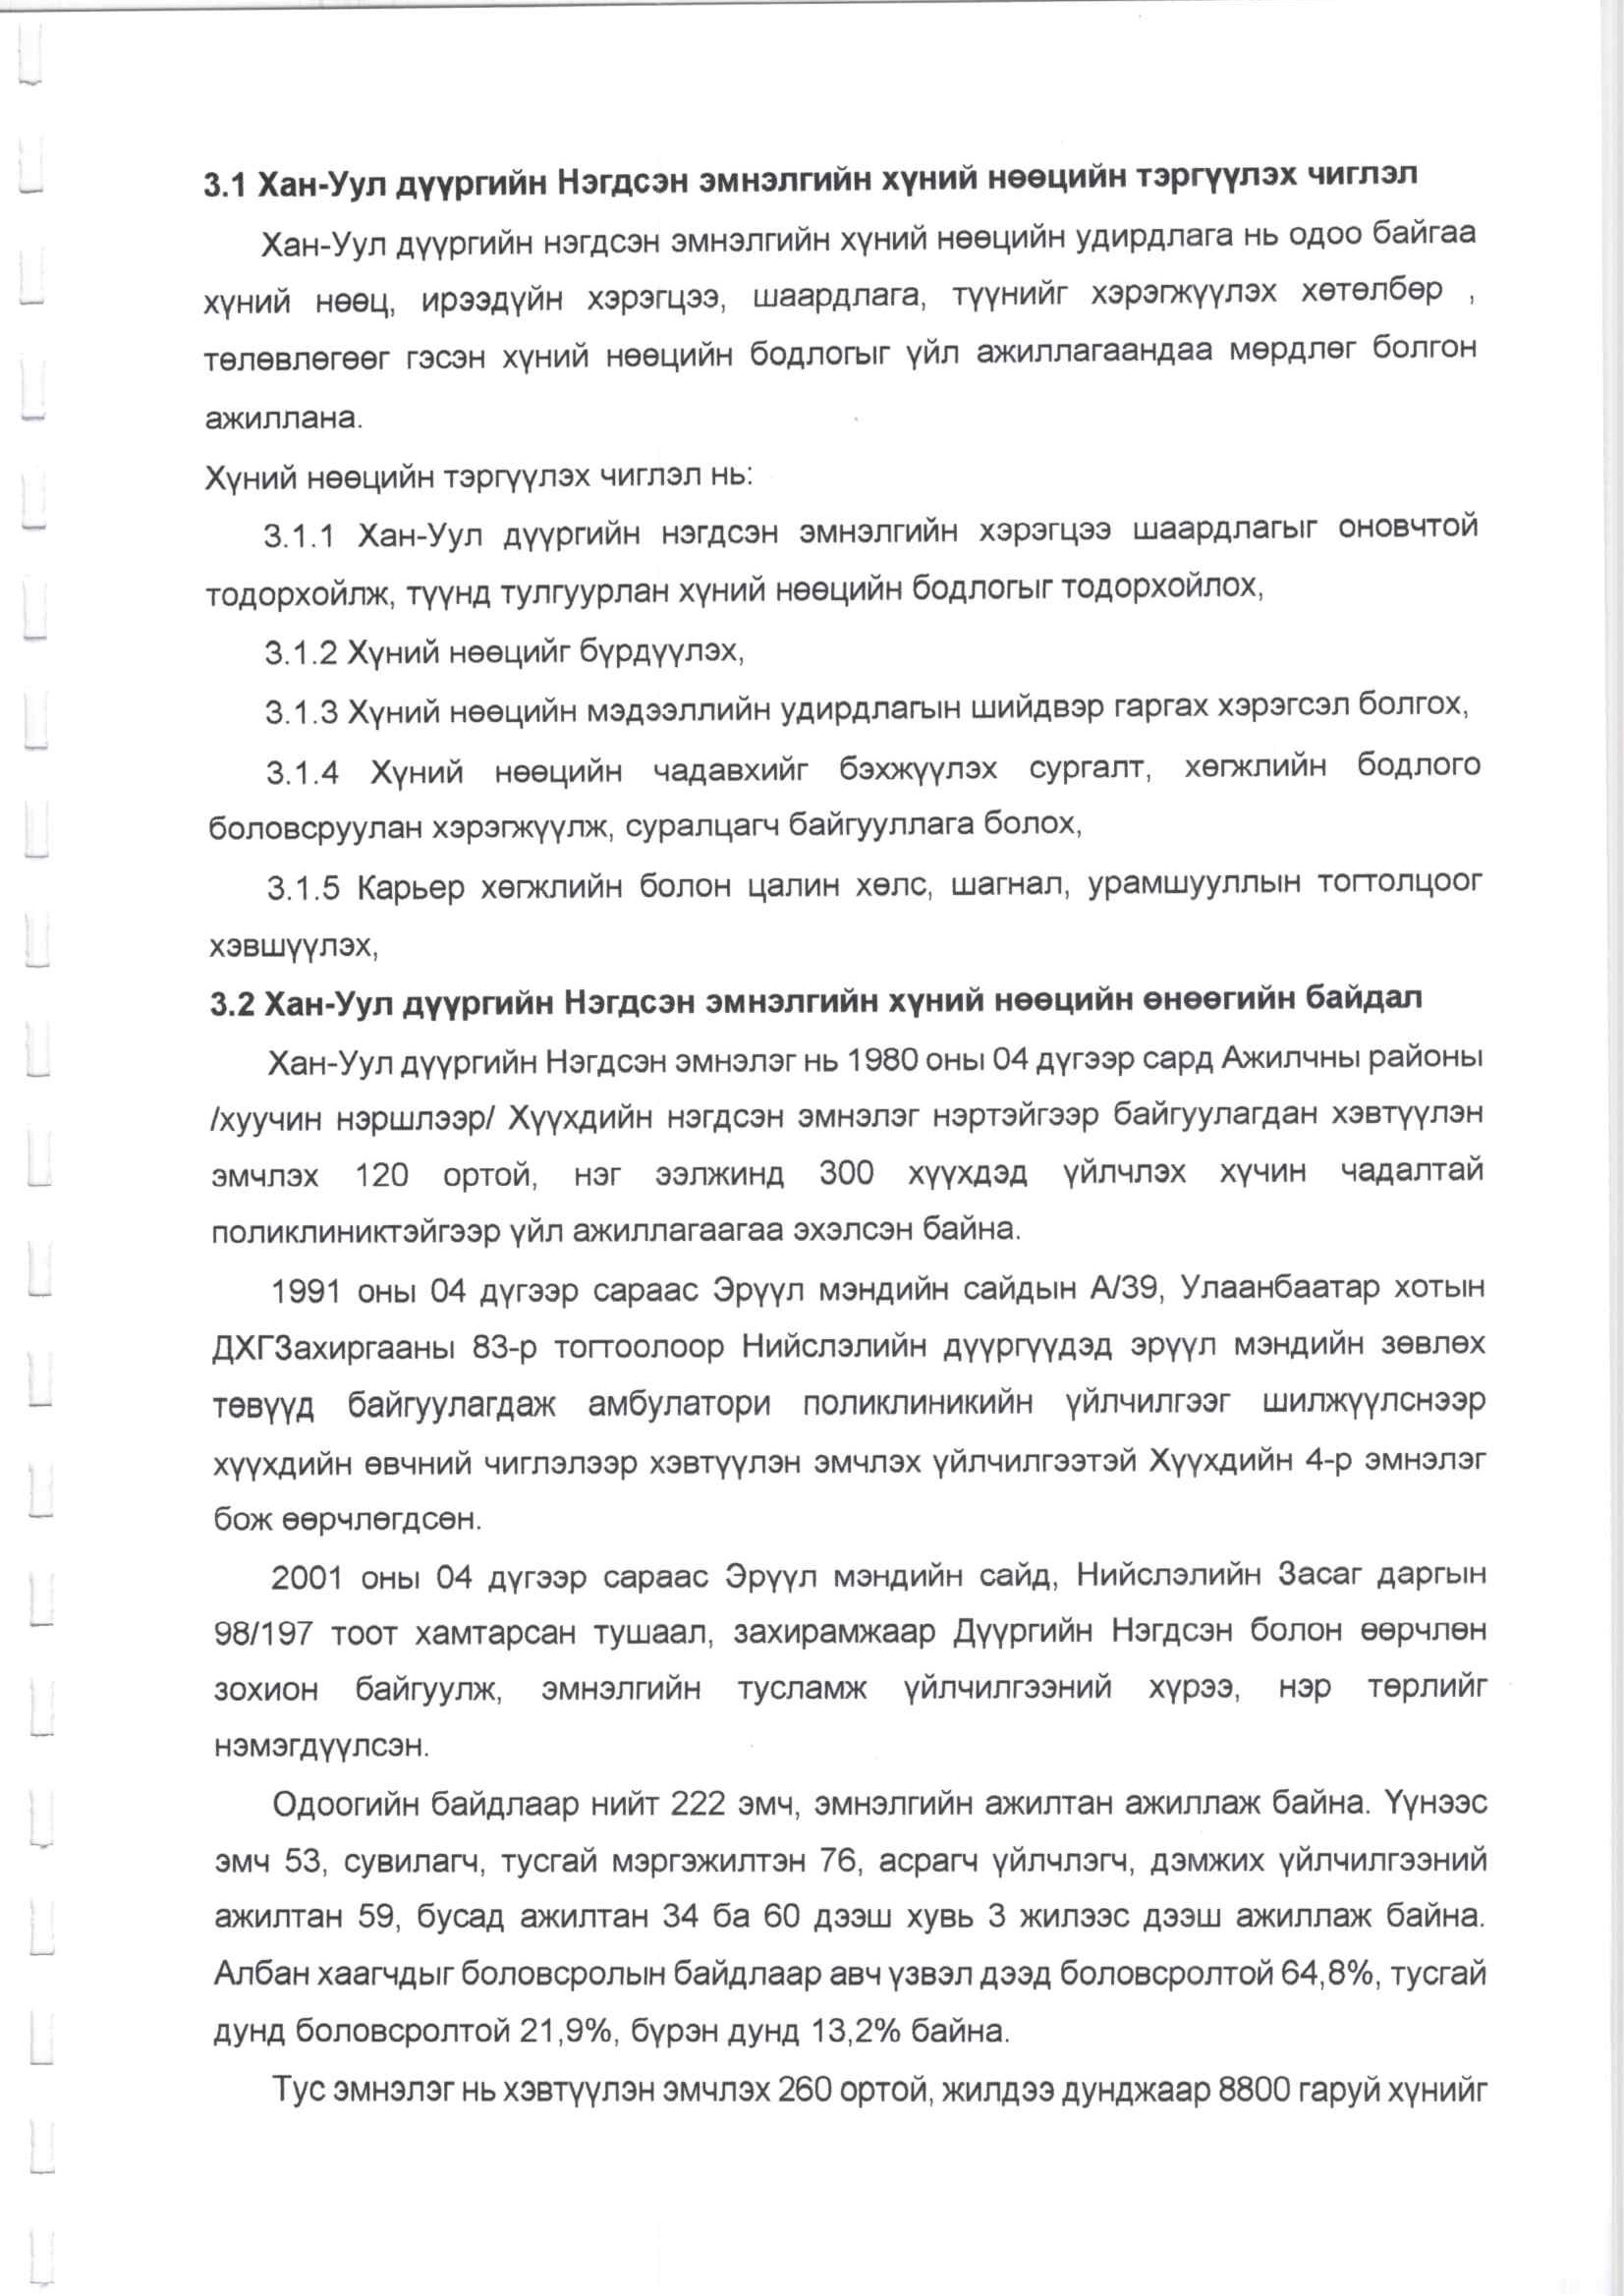 3.1 Хан-Уул дүүргийн Нэгдсэн эмнэлгийн хүний нөөцийн тэргүүлэх чиглэл
Хан-Уул дүүргийн нэгдсэн эмнэлгийн хүний нөөцийн удирдлага нь одоо байгаа
хүний нөөц, ирээдүйн хэрэгцээ, шаардлага, түүнийг хэрэгжүүлэх хөтөлбөр ,
төлөвлөгөөг гэсэн хүний нөөцийн бодлогыг үйл ажиллагаандаа мөрдлөг болгон
ажиллана.
Хүний нөөцийн тэргүүлэх чиглэл нь:
3.1.1 Хан-Уул дүүргийн нэгдсэн эмнэлгийн хэрэгцээ шаардлагыг оновчтой
тодорхойлж, түүнд тулгуурлан хүний нөөцийн бодлогыг тодорхойлох,
3.1.2 Хүний нөөцийг бүрдүүлэх,
3.1.3 Хүний нөөцийн мэдээллийн удирдлагын шийдвэр гаргах хэрэгсэл болгох,
3.1.4 Хүний нөөцийн чадавхийг бэхжүүлэх сургалт, хөгжлийн бодлого
боловсруулан хэрэгжүүлж, суралцагч байгууллага болох,
3.1.5 Карьер хөгжлийн болон цалин хөлс, шагнал, урамшууллын тогтолцоог
хэвшүүлэх,
3.2 Хан-Уул дүүргийн Нэгдсэн эмнэлгийн хүний нөөцийн өнөөгийн байдал
Хан-Уул дүүргийн Нэгдсэн эмнэлэг нь 1980 оны 04 дүгээр сард Ажилчны районы
/хуучин нэршлээр/ Хүүхдийн нэгдсэн эмнэлэг нэртэйгээр байгуулагдан хэвтүүлэн
эмчлэх 120 ортой, нэг ээлжинд 300 хүүхдэд үйлчлэх хүчин чадалтай
поликлиниктэйгээр үйл ажиллагаагаа эхэлсэн байна.
1991 оны 04 дүгээр сараас Эрүүл мэндийн сайдын А/39, Улаанбаатар хотын
ДХГЗахиргааны 83-р тогтоолоор Нийслэлийн дүүргүүдэд эрүүл мэндийн зөвлөх
төвүүд байгуулагдаж амбулатори поликлиникийн үйлчилгээг шилжүүлснээр
хүүхдийн өвчний чиглэлээр хэвтүүлэн эмчлэх үйлчилгээтэй Хүүхдийн 4-р эмнэлэг
бож өөрчлөгдсөн.
2001 оны 04 дүгээр сараас Эрүүл мэндийн сайд, Нийслэлийн Засаг даргын
98/197 тоот хамтарсан тушаал, захирамжаар Дүүргийн Нэгдсэн болон өөрчлөн
зохион байгуулж, эмнэлгийн тусламж үйлчилгээний хүрээ, нэр төрлийг
нэмэгдүүлсэн.
Одоогийн байдлаар нийт 222 эмч, эмнэлгийн ажилтан ажиллаж байна. Үүнээс
эмч 53, сувилагч, тусгай мэргэжилтэн 76, асрагч үйлчлэгч, дэмжих үйлчилгээний
ажилтан 59, бусад ажилтан 34 ба 60 дээш хувь 3 жилээс дээш ажиллаж байна.
Албан хаагчдыг боловсролын байдлаар авч үзвэл дээд боловсролтой 64,8%, тусгай
дунд боловсролтой 21,9%, бүрэн дунд 13,2% байна.
Тус эмнэлэг нь хэвтүүлэн эмчлэх 260 ортой, жилдээ дунджаар 8800 гаруй хүнийг